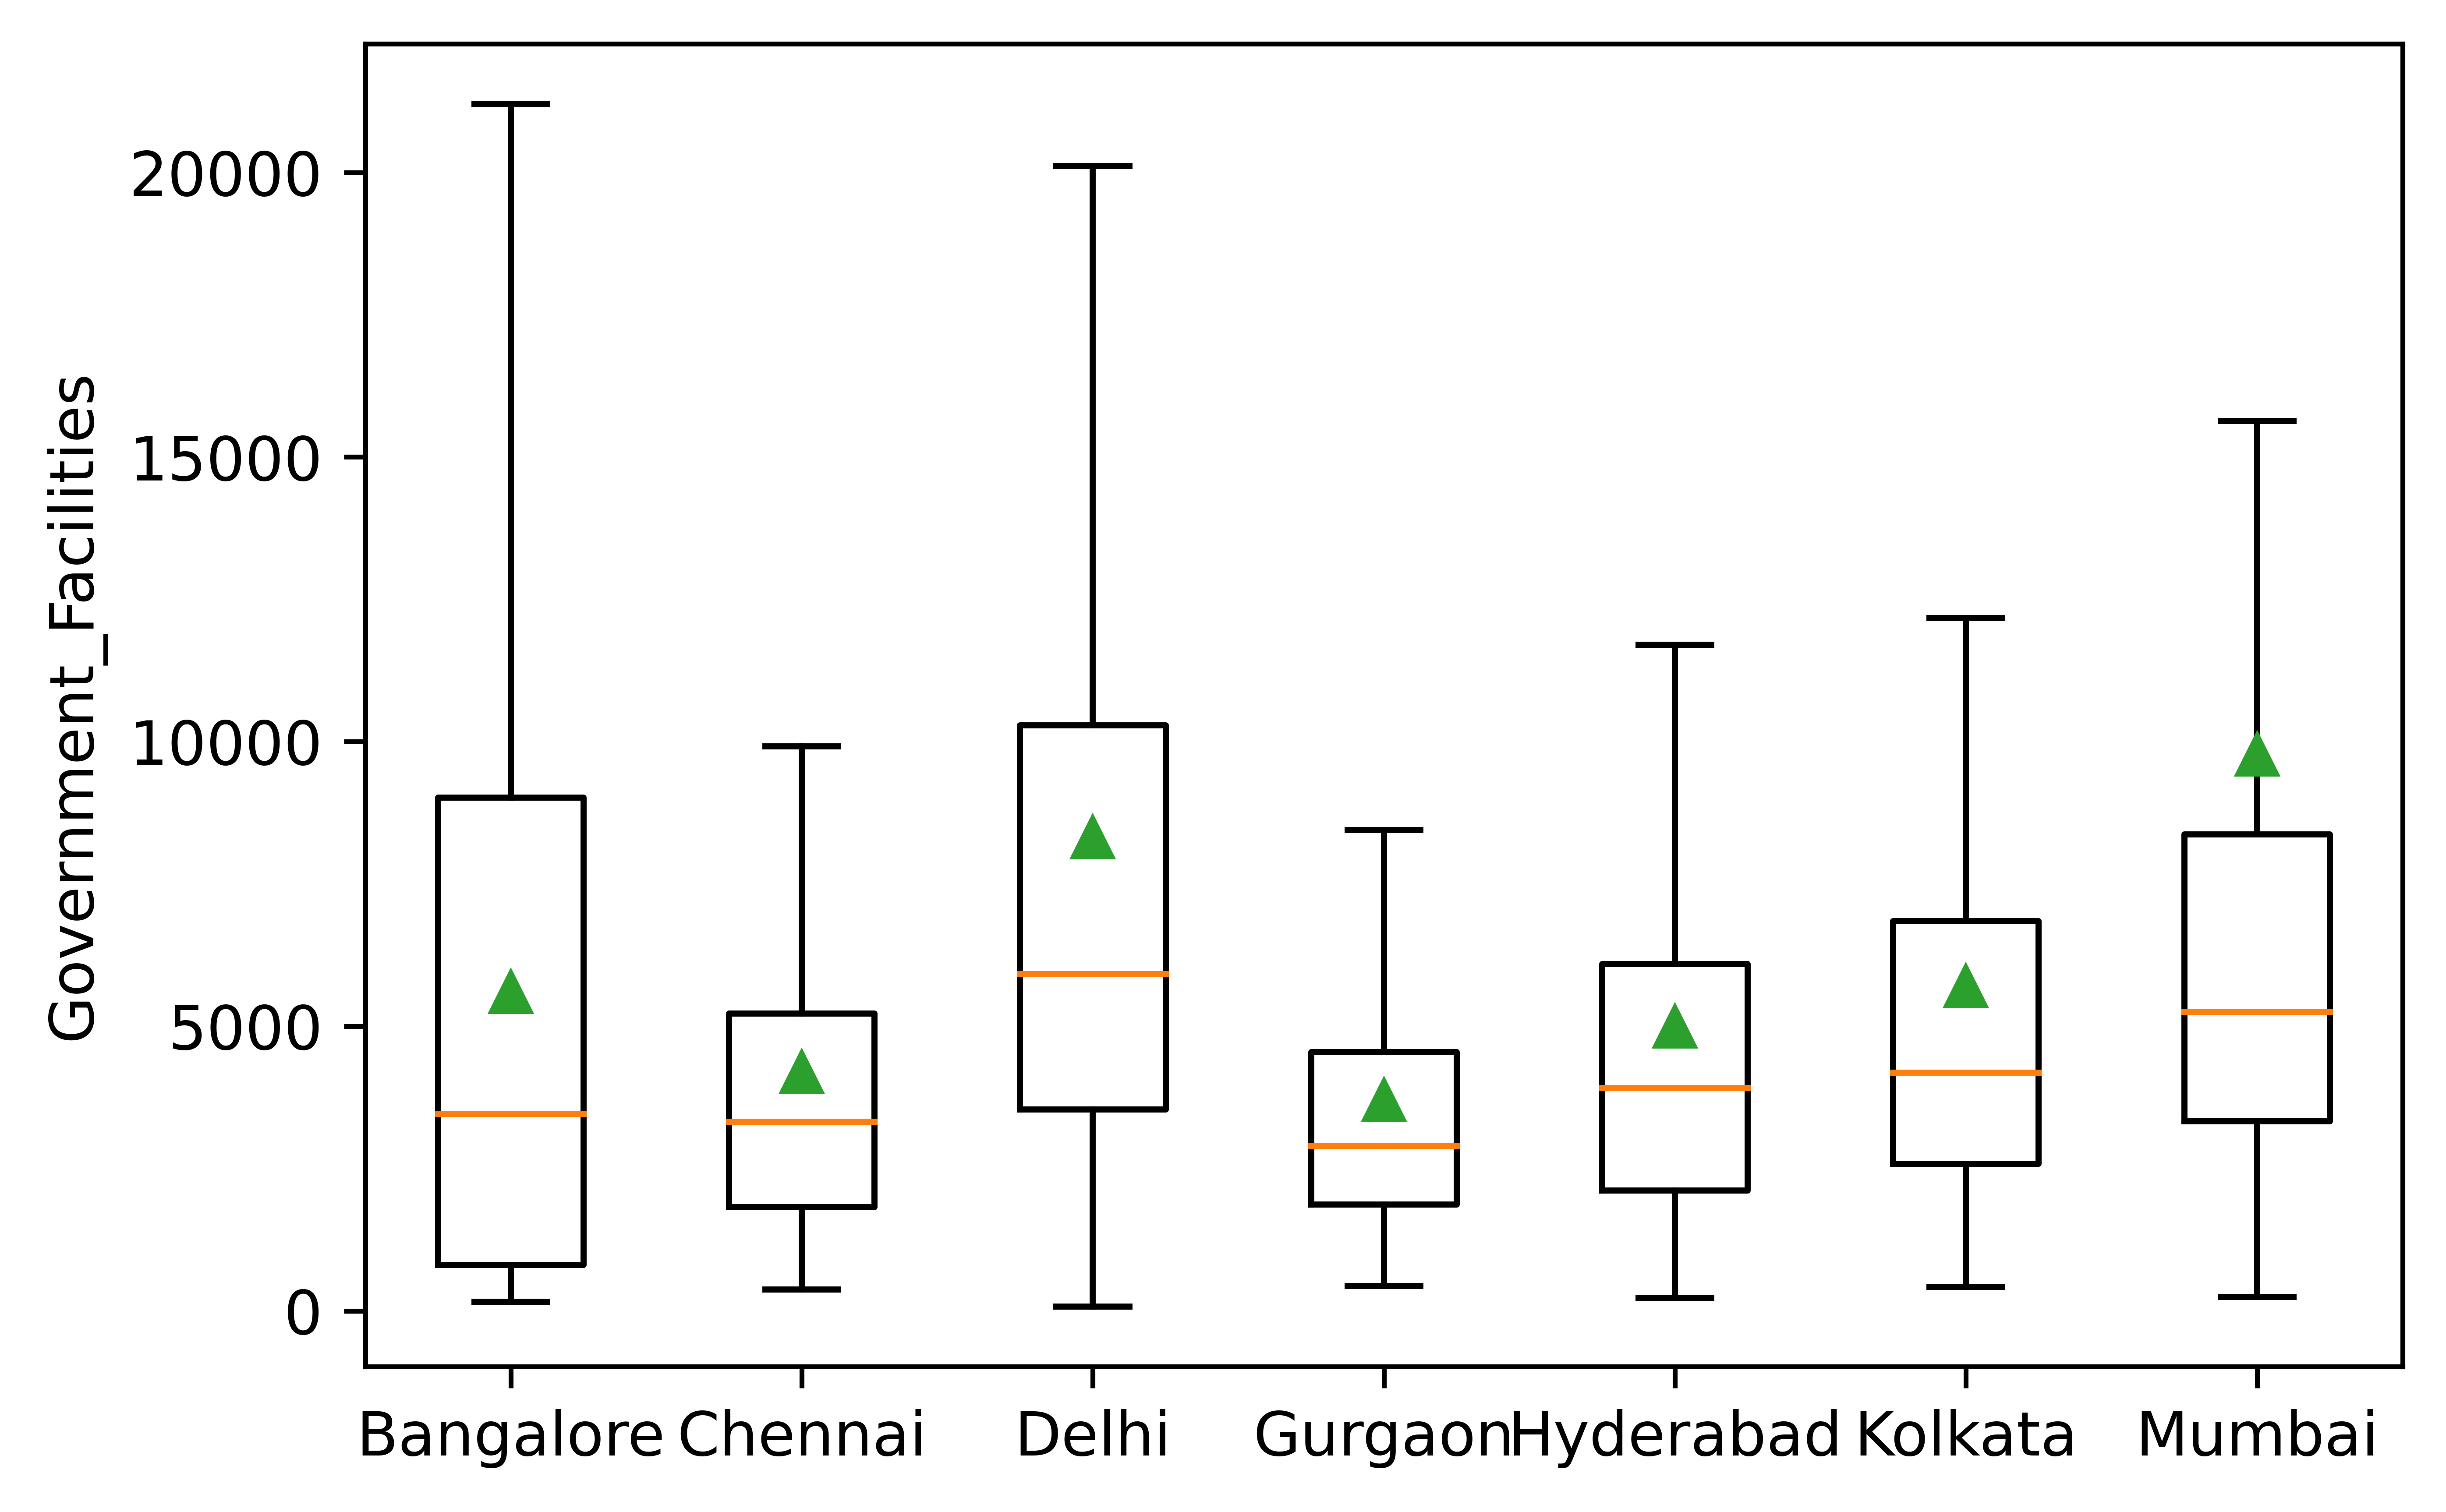 Government_Facilities
20000
15000
10000
5000
0
Bangalore Chennai Delhi Gurgaon Hyderabad Kolkata Mumbai